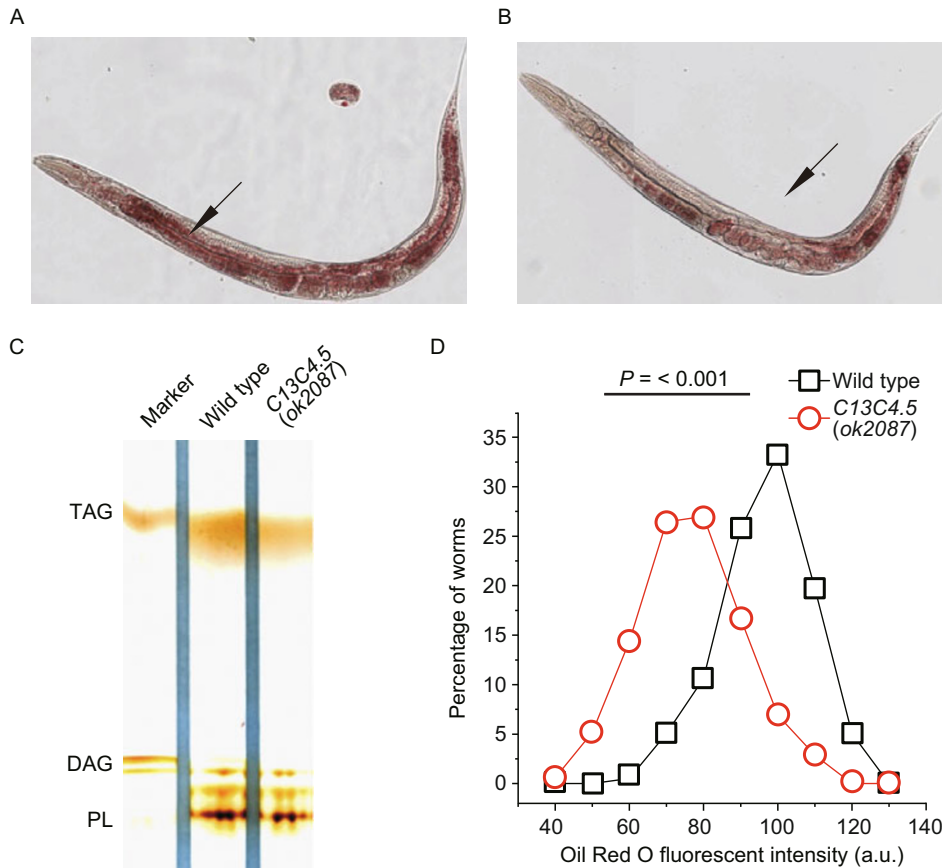 A
B
C
Marker
Wild type
C13C4.5
(ok2087)
TAG
DAG
PL
D
P = < 0.001
Wild type
C13C4.5
(ok2087)
Percentage of worms
35
30
25
20
15
10
5
0
40
60
80
100
120
140
Oil Red O fluorescent intensity (a.u.)